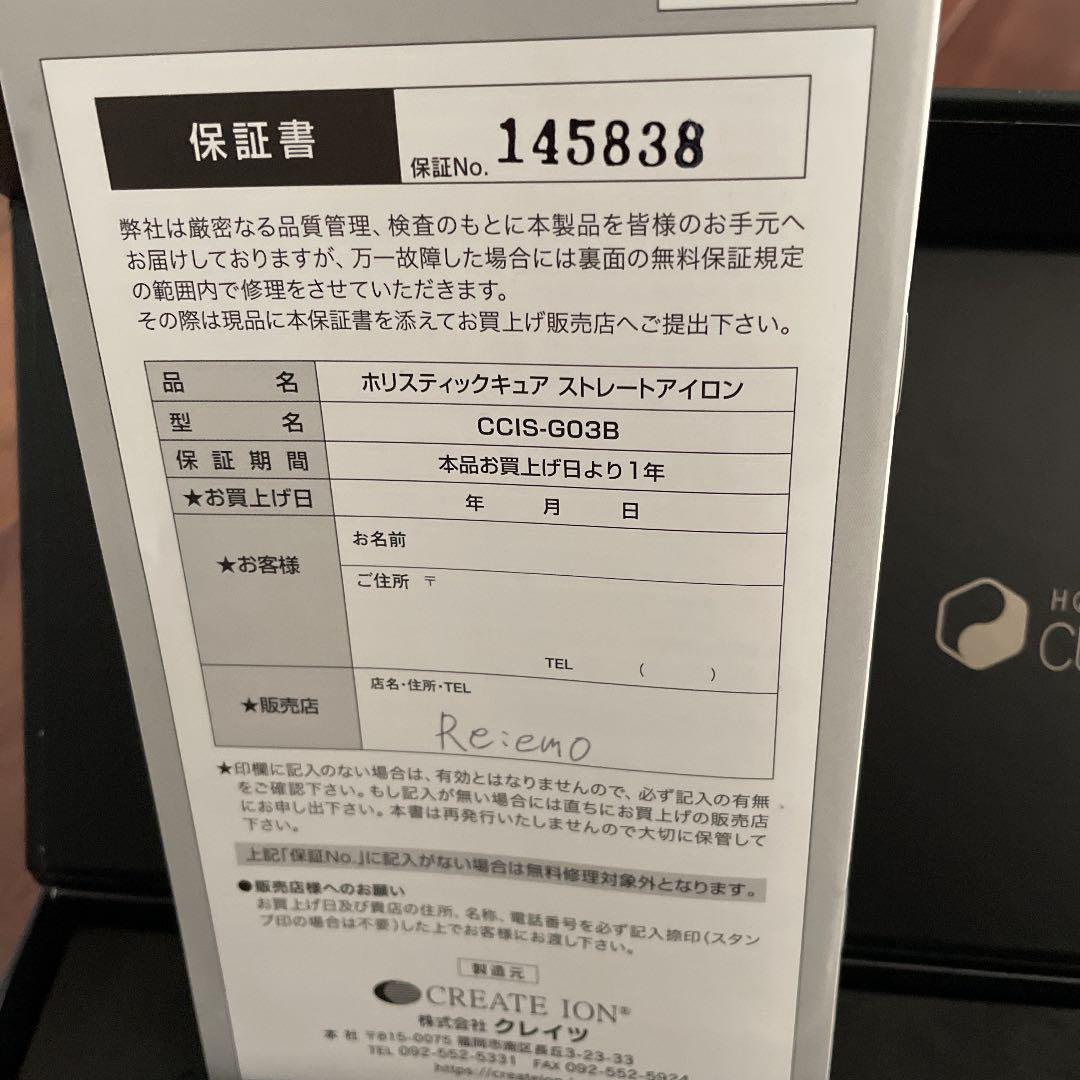 保証書
保証No. 145838
弊社は厳密なる品質管理、検査のもとに本製品を皆様のお手元へ
お届けしておりますが、万一故障した場合には裏面の無料保証規定
の範囲内で修理をさせていただきます。
その際は現品に本保証書を添えてお買上げ販売店へご提出下さい。
品名 ホリスティックキュア ストレートアイロン
型名 CCIS-G03B
保証期間 本品お買上げ日より1年
★お買上げ日 年 月 日
★お客様
お名前
ご住所 〒
TEL ( )
★販売店
店名・住所・TEL
Re:emo
★印欄に記入のない場合は、有効とはなりませんので、必ず記入の有無
をご確認下さい。もし記入が無い場合には直ちにお買上げの販売店
にお申し出下さい。本書は再発行いたしませんので大切に保管して
下さい。
上記「保証No.」に記入がない場合は無料修理対象外となります。
●販売店様へのお願い
お買上げ日及び貴店の住所、名称、電話番号を必ず記入捺印(スタン
プ印の場合は不要)した上でお客様にお渡し下さい。
製造元
CREATE ION®
株式会社 クレイツ
本社 〒815-0075 福岡市南区長丘3-23-33
TEL 092-552-5331 FAX 092-552-5924